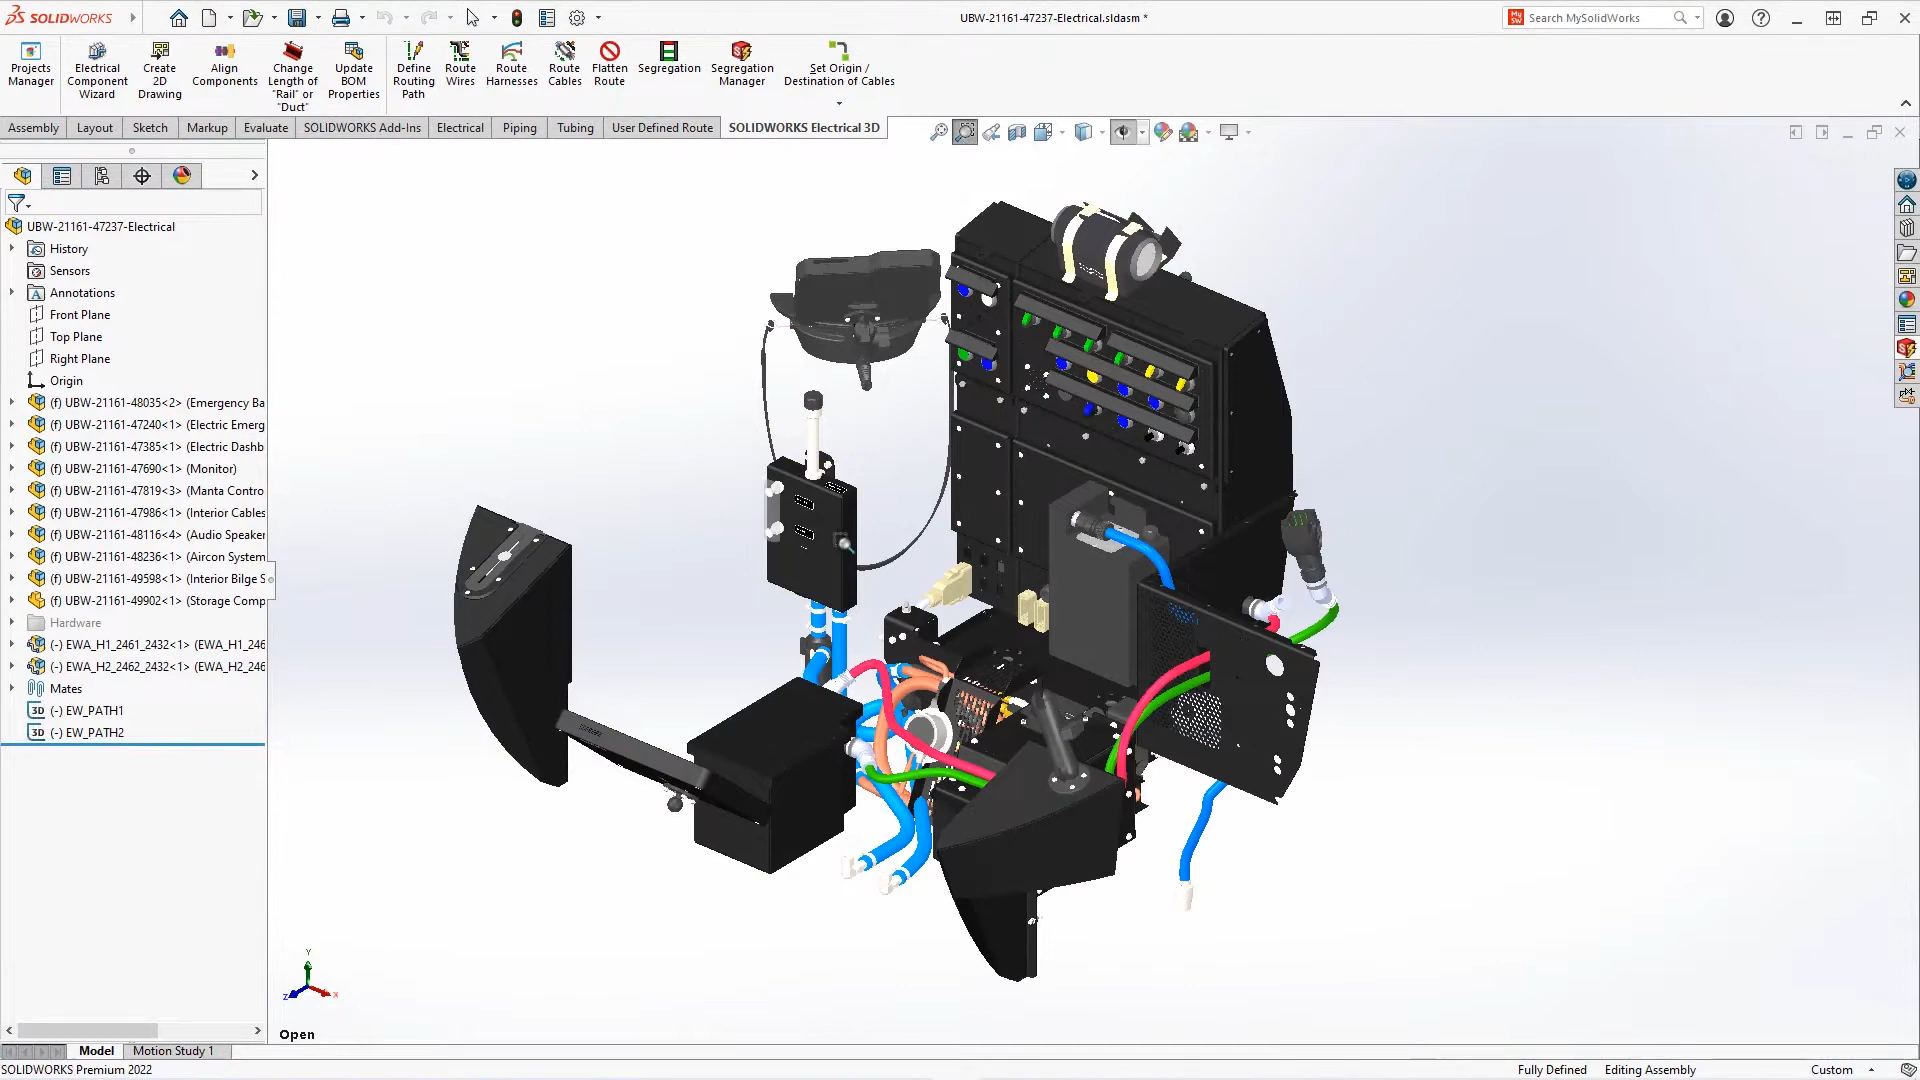 SOLIDWORKS
UBW-21161-47237-Electrical.sldasm *
Search MySolidWorks
Projects Manager
Electrical Component Wizard
Create 2D Drawing
Align Components
Change Length of "Rail" or "Duct"
Update BOM Properties
Define Routing Path
Route Wires
Route Harnesses
Route Cables
Flatten Route
Segregation
Segregation Manager
Set Origin / Destination of Cables
Assembly
Layout
Sketch
Markup
Evaluate
SOLIDWORKS Add-Ins
Electrical
Piping
Tubing
User Defined Route
SOLIDWORKS Electrical 3D
UBW-21161-47237-Electrical
History
Sensors
Annotations
Front Plane
Top Plane
Right Plane
Origin
(f) UBW-21161-48035<2> (Emergency Ba
(f) UBW-21161-47240<1> (Electric Emerg
(f) UBW-21161-47385<1> (Electric Dashb
(f) UBW-21161-47690<1> (Monitor)
(f) UBW-21161-47819<3> (Manta Contro
(f) UBW-21161-47986<1> (Interior Cables
(f) UBW-21161-48116<4> (Audio Speaker
(f) UBW-21161-48236<1> (Aircon System
(f) UBW-21161-49598<1> (Interior Bilge S
(f) UBW-21161-49902<1> (Storage Comp
Hardware
(-) EWA_H1_2461_2432<1> (EWA_H1_246
(-) EWA_H2_2462_2432<1> (EWA_H2_246
Mates
3D (-) EW_PATH1
3D (-) EW_PATH2
Y
Z
X
Open
Model
Motion Study 1
SOLIDWORKS Premium 2022
Fully Defined
Editing Assembly
Custom